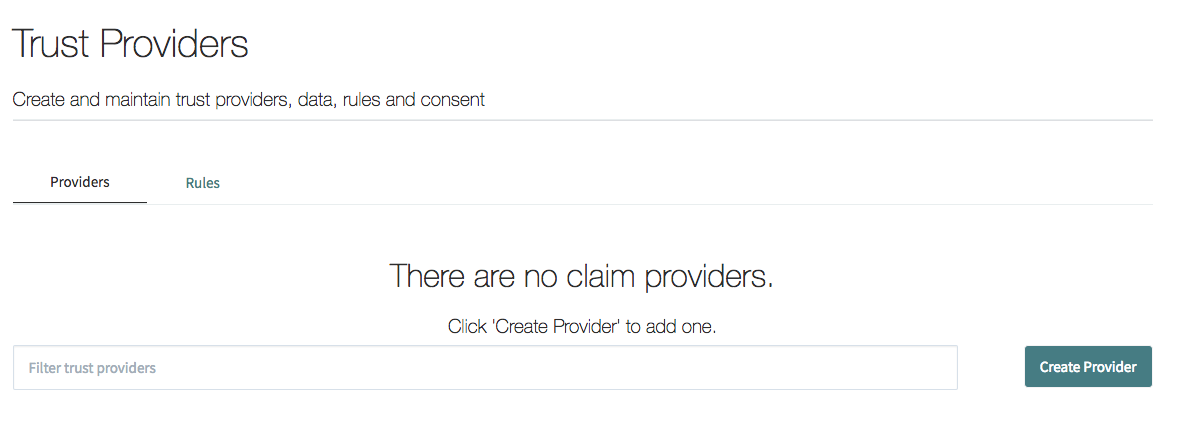 Trust Providers
Create and maintain trust providers, data, rules and consent
Providers Rules
There are no claim providers.
Click 'Create Provider' to add one.
Filter trust providers Create Provider